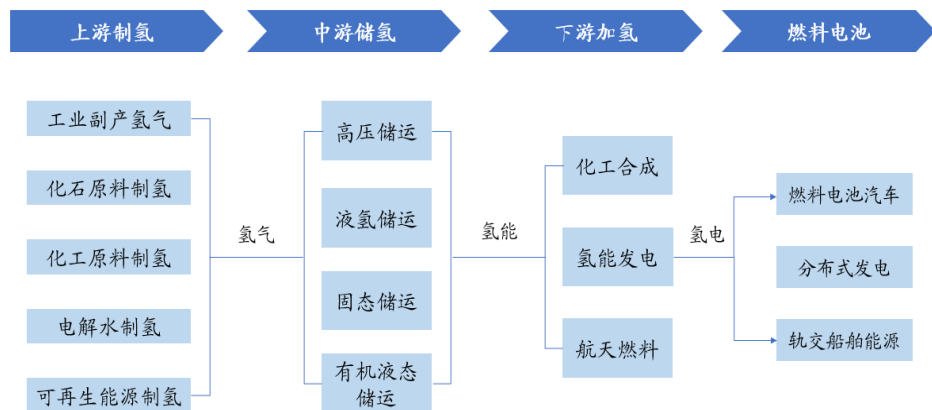 上游制氢
中游储氢
下游加氢
燃料电池
工业副产氢气
化石原料制氢
化工原料制氢
电解水制氢
可再生能源制氢
氢气
高压储运
液氢储运
固态储运
有机液态
储运
氢能
化工合成
氢能发电
航天燃料
氢电
燃料电池汽车
分布式发电
轨交船舶能源